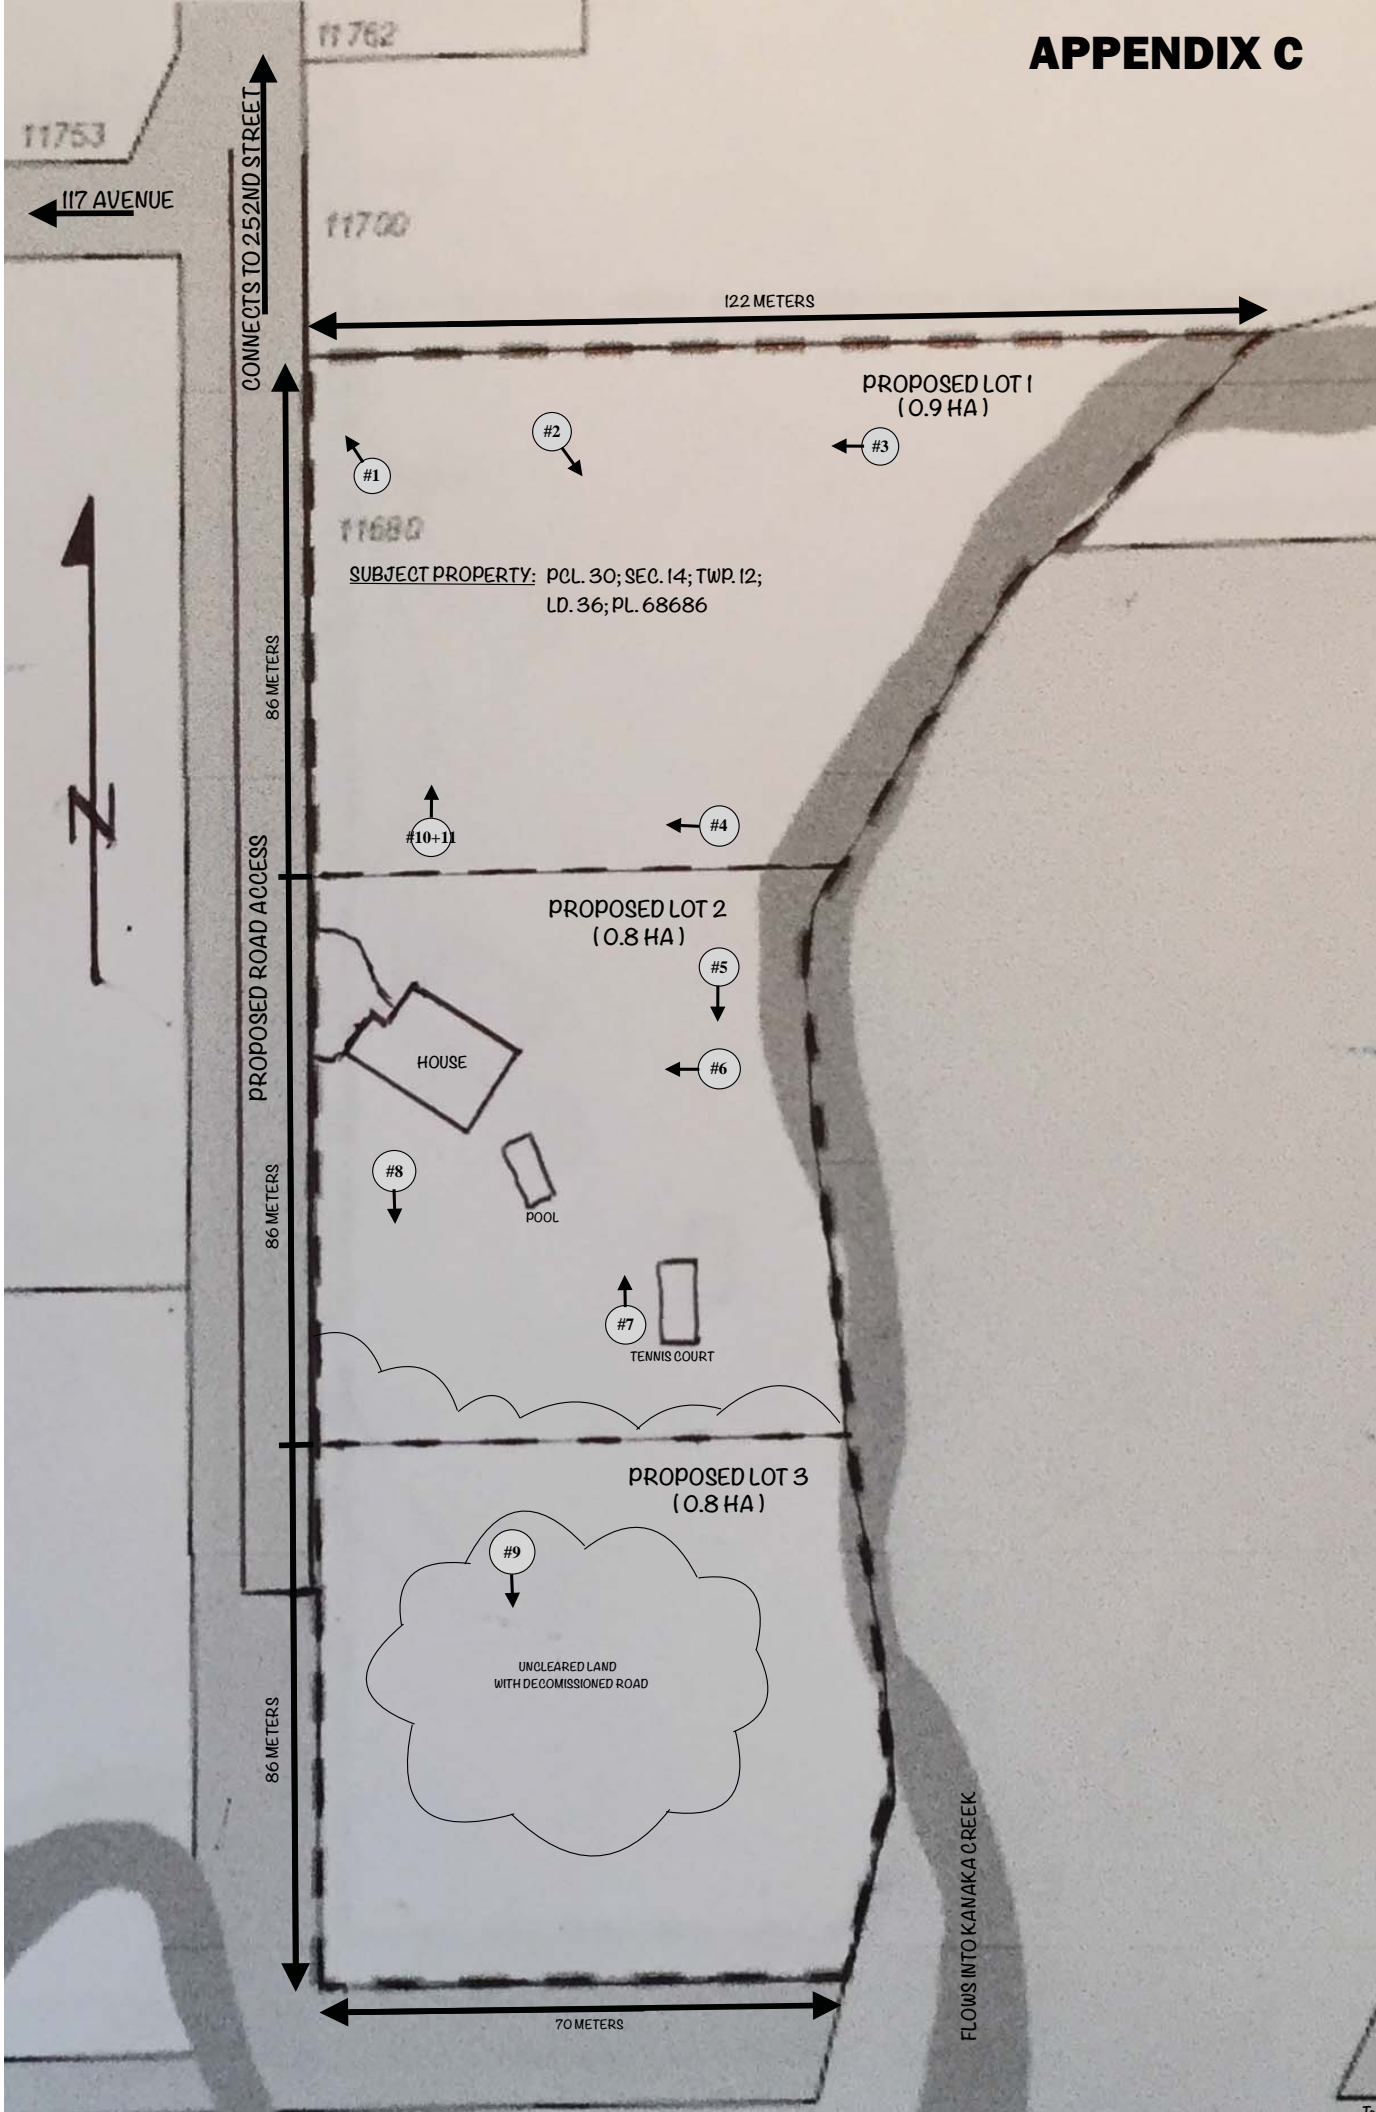 APPENDIX C
11762
11753
117 AVENUE
CONNECTS TO 252ND STREET
11700
122 METERS
PROPOSED LOT 1
(0.9 HA)
#1
#2
#3
11680
SUBJECT PROPERTY: PCL. 30; SEC. 14; TWP. 12;
LD. 36; PL. 68686
86 METERS
N
#10+11
#4
PROPOSED ROAD ACCESS
PROPOSED LOT 2
(0.8 HA)
#5
HOUSE
#6
#8
POOL
86 METERS
#7
TENNIS COURT
PROPOSED LOT 3
(0.8 HA)
#9
UNCLEARED LAND
WITH DECOMISSIONED ROAD
86 METERS
FLOWS INTO KANAKA CREEK
70 METERS